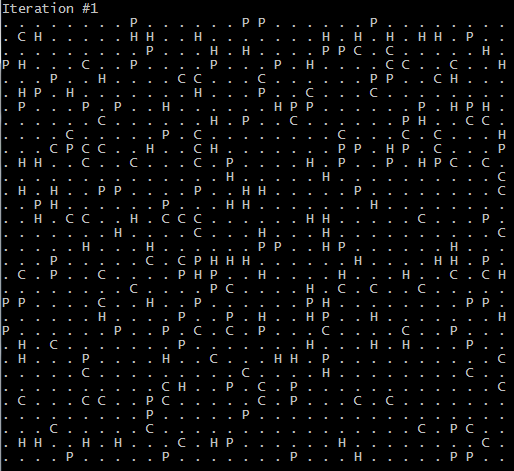 Iteration #1
. . . . . . . . P . . . . . . P P . . . . . . P . . . . . . . .
. C H . . . . . H H . . H . . . . . . . H . H . H . H H . P . .
. . . . . . . . . P . . . H . H . . . . P P C . C . . . . . H .
P H . . . C . . P . . . . P . . . P . H . . . . C C . . C . . H
. . . P . . H . . . . C C . . . C . . . . . . P P . . C H . . .
. H P . H . . . . . . . H . . . P . . C . . . C . . . . . . . .
. P . . . P . P . . H . . . . . . H P P . . . . . . P . H P H .
. . . . . . C . . . . . . H . P . . C . . . . . . P H . . C C .
. . . . C . . . . . P . C . . . . . . . . C . . . C . C . . . H
. . . C P C C . . H . . C H . . . . . . . P P . H P . C . . . P
. H H . . C . . C . . . C . P . . . . H . P . . P . H P C . C .
. . . . . . . . . . . . . . H . . . . . H . . . . . . . . . . C
. H . H . . P P . . . . P . . H H . . . . . P . . . . . . . . C
. . P H . . . . . . P . . . H H . . . . . . . H . . . . . . . .
. . H . C C . . H . C C C . . . . . . H H . . . . . C . . . P .
. . . . . . . H . . . . C . . . H . . . H . . . . . . . . . . C
. . . . . H . . . H . . . . . . P P . . H P . . . . . . H . . .
. . . P . . . . . C . C P H H H . . . . . . H . . . . H H . P .
. C . P . . C . . . . P H P . . H . . . . H . . . H . . C . C H
. . . . . . . . C . . . . P C . . . . H . C . C . . C . . . . .
P P . . . . C . . H . . P . . . . . . P H . . . . . . . . P P .
. . . . . . H . . . . P . . P . H . . H P . H . . . . . . . . H
P . . . . . . P . . P . C . C . P . . . C . . . . C . . P . . .
. H . C . . . . . . . P . . . . . . . . . H . H . H . . . P . .
. H . . . P . . . . H . . C . . . H H . P . . . . . . . . . . C
. . . . . C . . . . . . . . . C . . . . H . . . . . . . . C . .
. . . . . . . . . . C H . . P . C . P . . . . . . . . . . . . C
. C . . . C C . . P C . . . . . C . P . . . C . C . . . . . . .
. . . . . . . . . P . . . . . P . . . . . . . . . . . . . . . .
. . . C . . . . . C . . . . . . . . . . . . . . . . C . P C . .
. H H . . H . H . . . C . H P . . . . . . . . . . . . . . . C .
. . . . P . . . . . P . . . . . . . P . . . H . . . . . P P . .